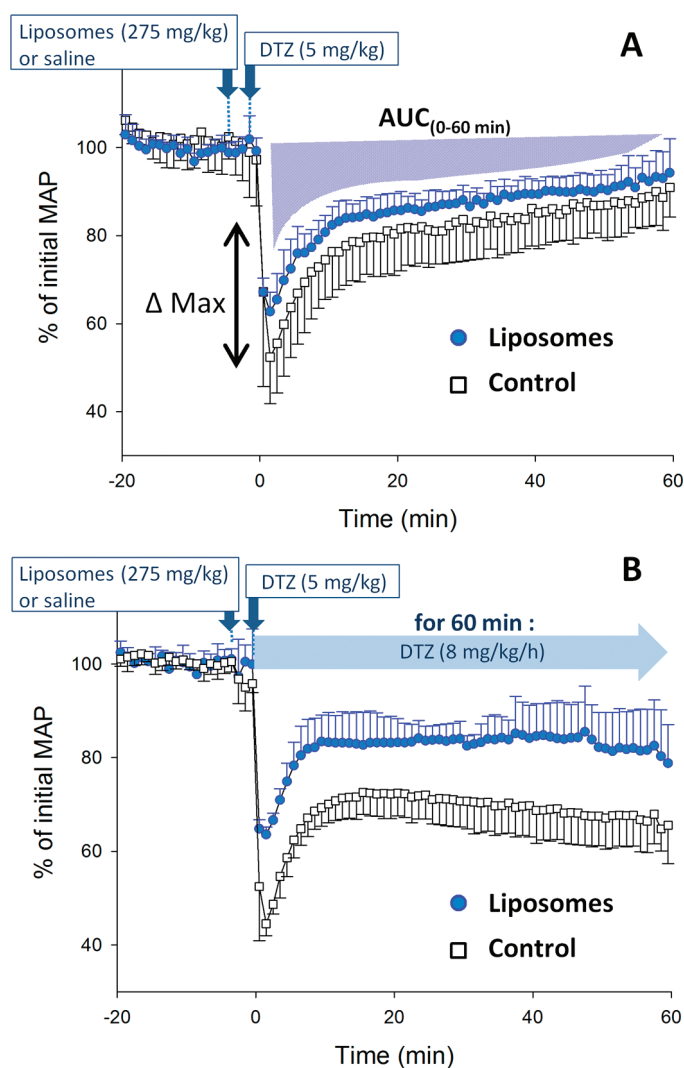 Liposomes (275 mg/kg)
or saline
DTZ (5 mg/kg)
A
AUC(0-60 min)
100
80
60
40
% of initial MAP
Δ Max
Liposomes
Control
-20
0
20
40
60
Time (min)
Liposomes (275 mg/kg)
or saline
DTZ (5 mg/kg)
B
for 60 min :
DTZ (8 mg/kg/h)
100
80
60
40
% of initial MAP
Liposomes
Control
-20
0
20
40
60
Time (min)